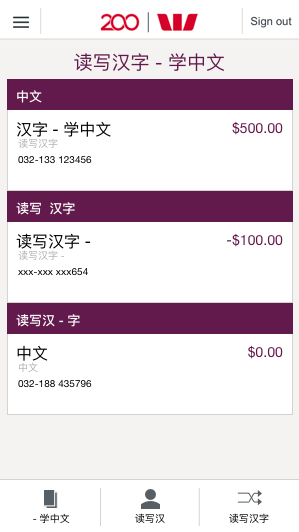 200
Sign out
读写汉字 - 学中文
中文
汉字 - 学中文
$500.00
读写汉字
032-133 123456
读写 汉字
读写汉字 -
-$100.00
读写汉字 -
xxx-xxx xxx654
读写汉 - 字
中文
$0.00
中文
032-188 435796
- 学中文
读写汉
读写汉字